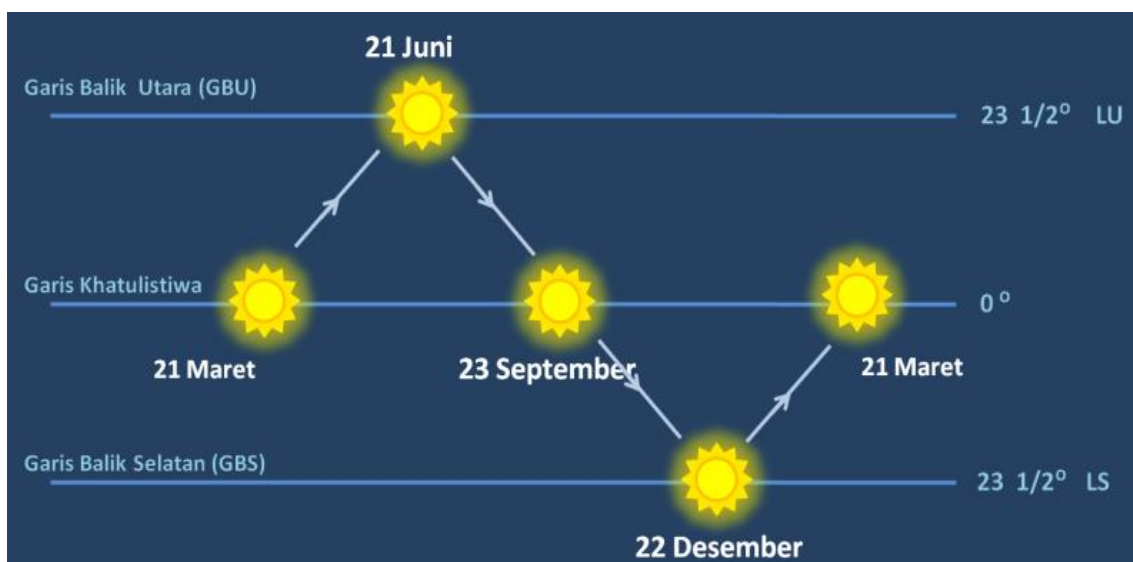 21 Juni
Garis Balik Utara (GBU)
23 1/2° LU
Garis Khatulistiwa
0°
21 Maret
23 September
21 Maret
Garis Balik Selatan (GBS)
23 1/2° LS
22 Desember